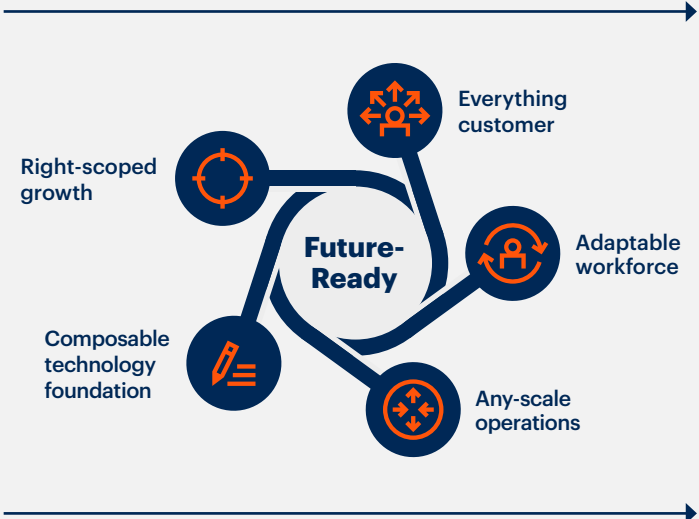 Everything
customer
Right-scoped
growth
Future-
Ready
Adaptable
workforce
Composable
technology
foundation
Any-scale
operations